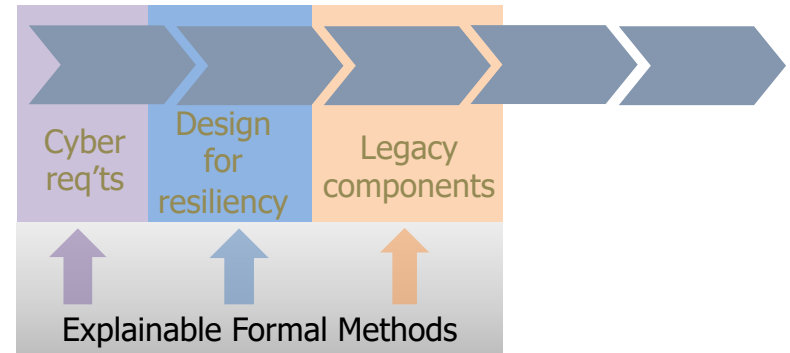 Cyber
req'ts
Design
for
resiliency
Legacy
components
Explainable Formal Methods